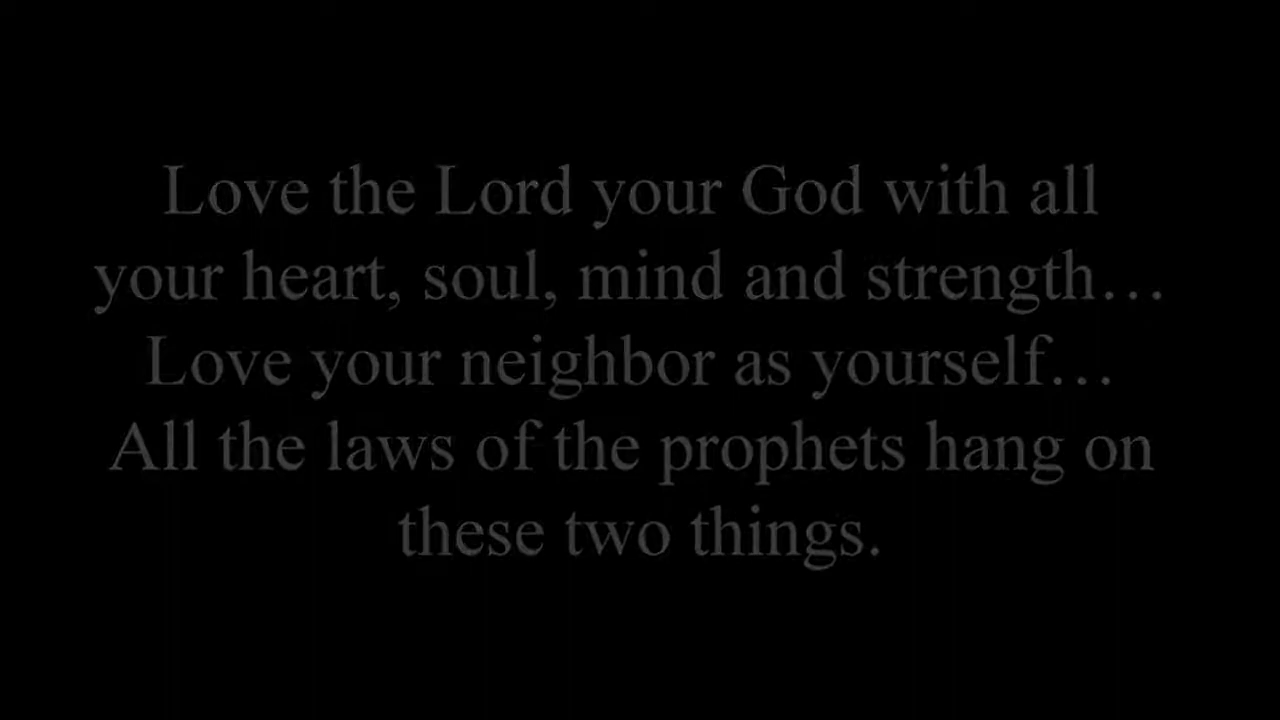 Love the Lord your God with all
your heart, soul, mind and strength…
Love your neighbor as yourself…
All the laws of the prophets hang on
these two things.